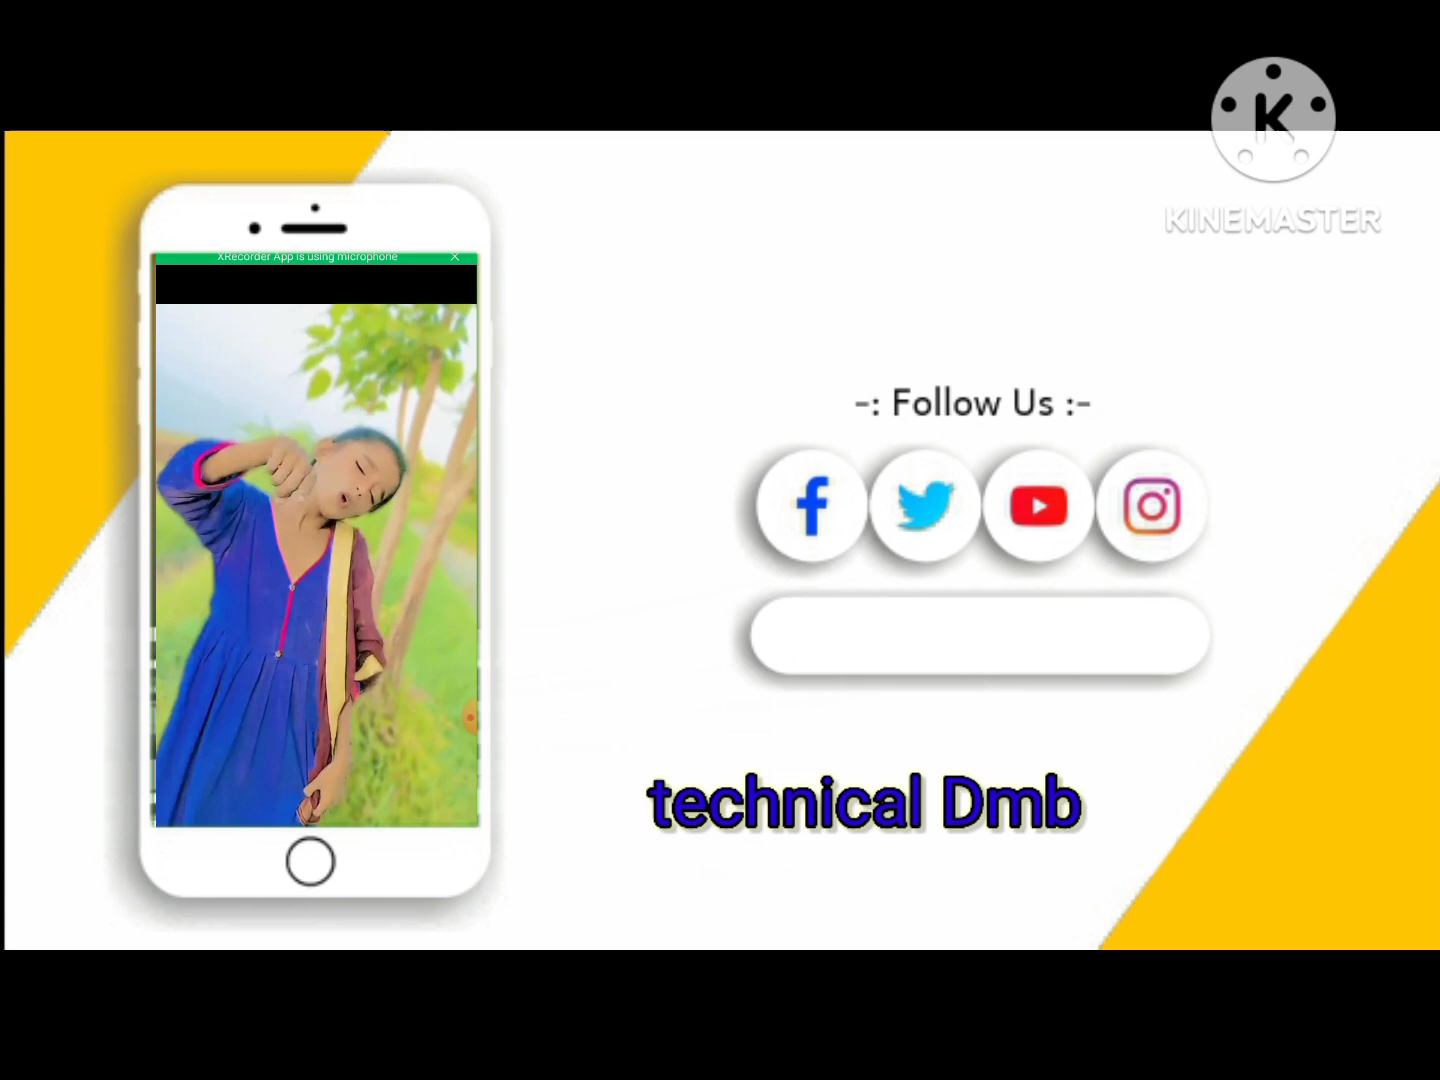 KINEMASTER
XRecorder App is using microphone
-: Follow Us :-
technical Dmb